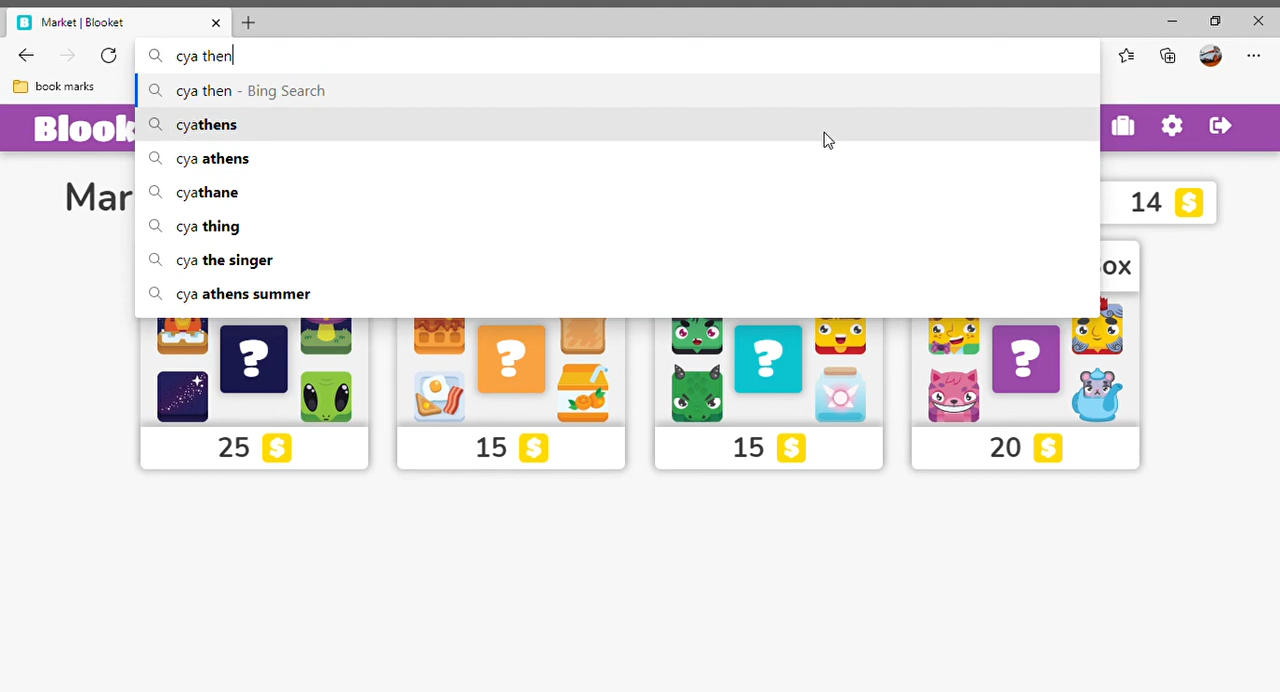 Market | Blooket
cya then
book marks
cya then - Bing Search
cyathens
cya athens
cyathane
cya thing
cya the singer
cya athens summer
Blook
Mar
14 $
ox
? ? ? ?
25 $ 15 $ 15 $ 20 $